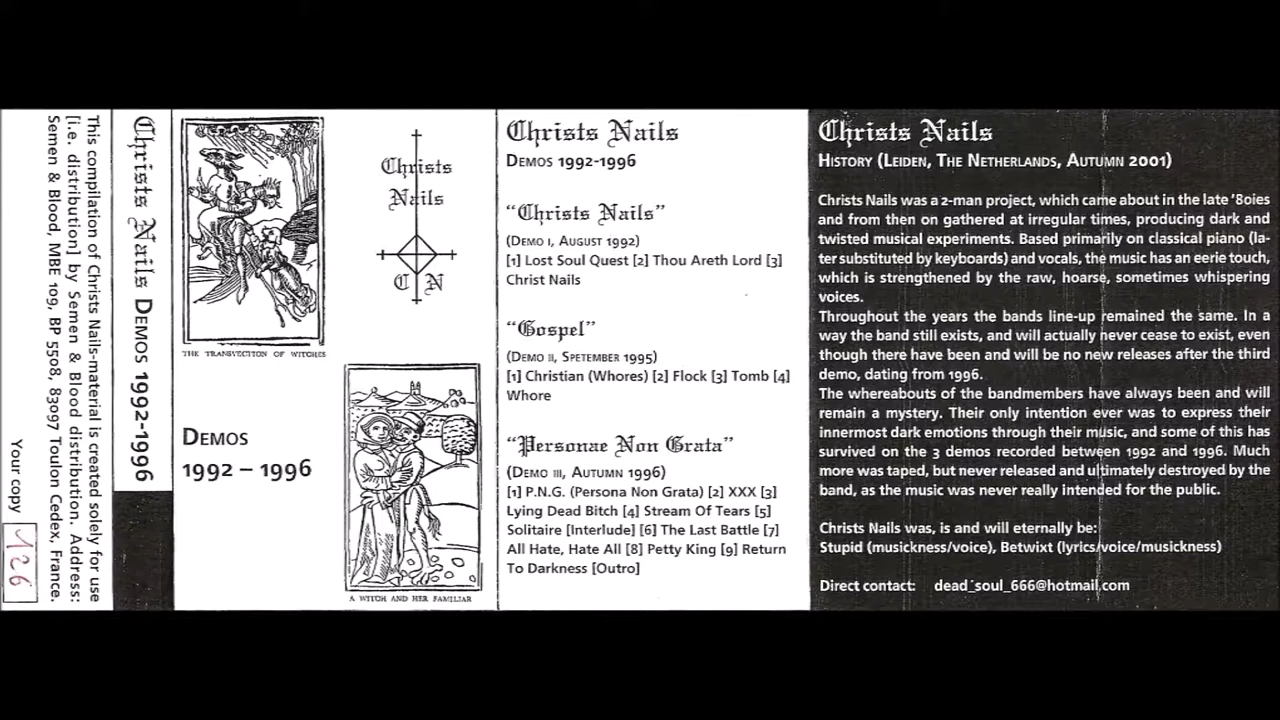 This compilation of Christs Nails-material is created solely for use
[i.e. distribution] by Semen & Blood distribution. Address:
Semen & Blood, MBE 109, BP 5508, 83097 Toulon Cedex, France.
Your copy
126
Christs Nails Demos 1992-1996
THE TRANSVECTION OF WITCHES
Christs
Nails
C N
Demos
1992 – 1996
A WITCH AND HER FAMILIAR
Christs Nails
Demos 1992-1996
“Christs Nails”
(Demo I, August 1992)
[1] Lost Soul Quest [2] Thou Areth Lord [3]
Christ Nails
“Gospel”
(Demo II, Spetember 1995)
[1] Christian (Whores) [2] Flock [3] Tomb [4]
Whore
“Personae Non Grata”
(Demo III, Autumn 1996)
[1] P.N.G. (Persona Non Grata) [2] XXX [3]
Lying Dead Bitch [4] Stream Of Tears [5]
Solitaire [Interlude] [6] The Last Battle [7]
All Hate, Hate All [8] Petty King [9] Return
To Darkness [Outro]
Christs Nails
History (Leiden, The Netherlands, Autumn 2001)
Christs Nails was a 2-man project, which came about in the late '8oies
and from then on gathered at irregular times, producing dark and
twisted musical experiments. Based primarily on classical piano (la-
ter substituted by keyboards) and vocals, the music has an eerie touch,
which is strengthened by the raw, hoarse, sometimes whispering
voices.
Throughout the years the bands line-up remained the same. In a
way the band still exists, and will actually never cease to exist, even
though there have been and will be no new releases after the third
demo, dating from 1996.
The whereabouts of the bandmembers have always been and will
remain a mystery. Their only intention ever was to express their
innermost dark emotions through their music, and some of this has
survived on the 3 demos recorded between 1992 and 1996. Much
more was taped, but never released and ultimately destroyed by the
band, as the music was never really intended for the public.
Christs Nails was, is and will eternally be:
Stupid (musickness/voice), Betwixt (lyrics/voice/musickness)
Direct contact: dead_soul_666@hotmail.com